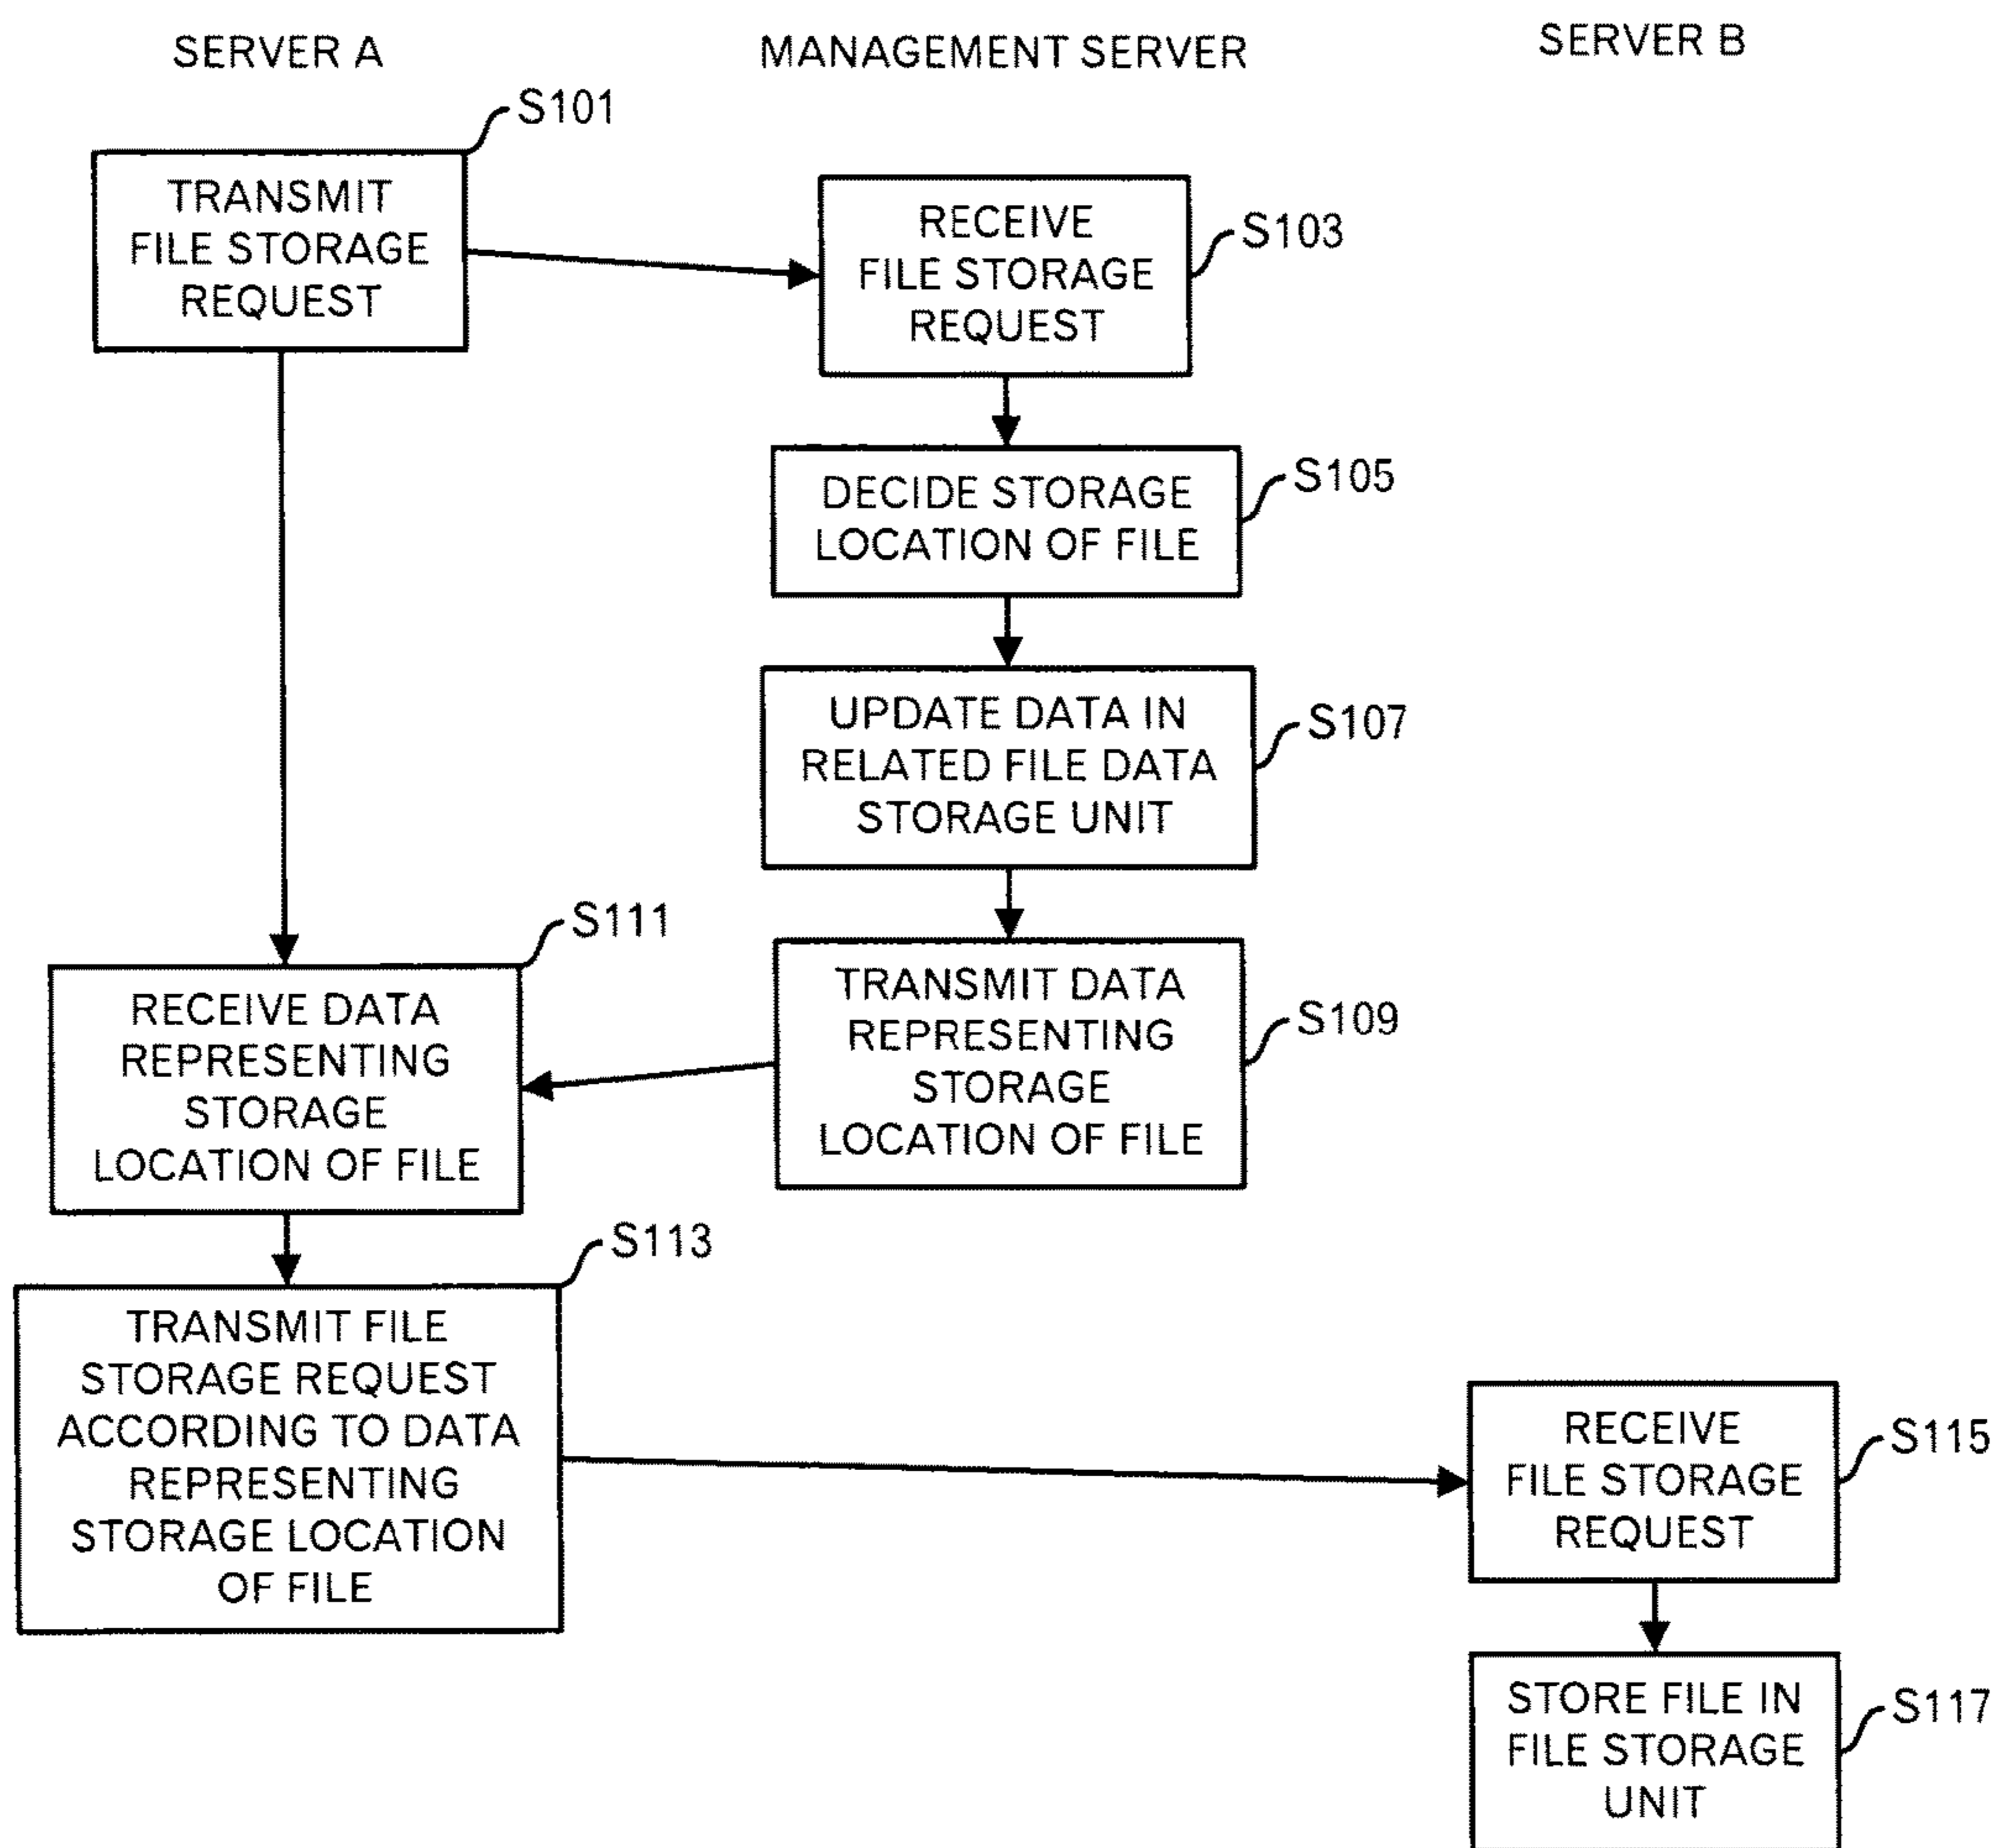 SERVER A
MANAGEMENT SERVER
SERVER B
S101
TRANSMIT
FILE STORAGE
REQUEST
RECEIVE
FILE STORAGE
REQUEST
S103
DECIDE STORAGE
LOCATION OF FILE
S105
UPDATE DATA IN
RELATED FILE DATA
STORAGE UNIT
S107
TRANSMIT DATA
REPRESENTING
STORAGE
LOCATION OF FILE
S109
S111
RECEIVE DATA
REPRESENTING
STORAGE
LOCATION OF FILE
S113
TRANSMIT FILE
STORAGE REQUEST
ACCORDING TO DATA
REPRESENTING
STORAGE LOCATION
OF FILE
RECEIVE
FILE STORAGE
REQUEST
S115
STORE FILE IN
FILE STORAGE
UNIT
S117